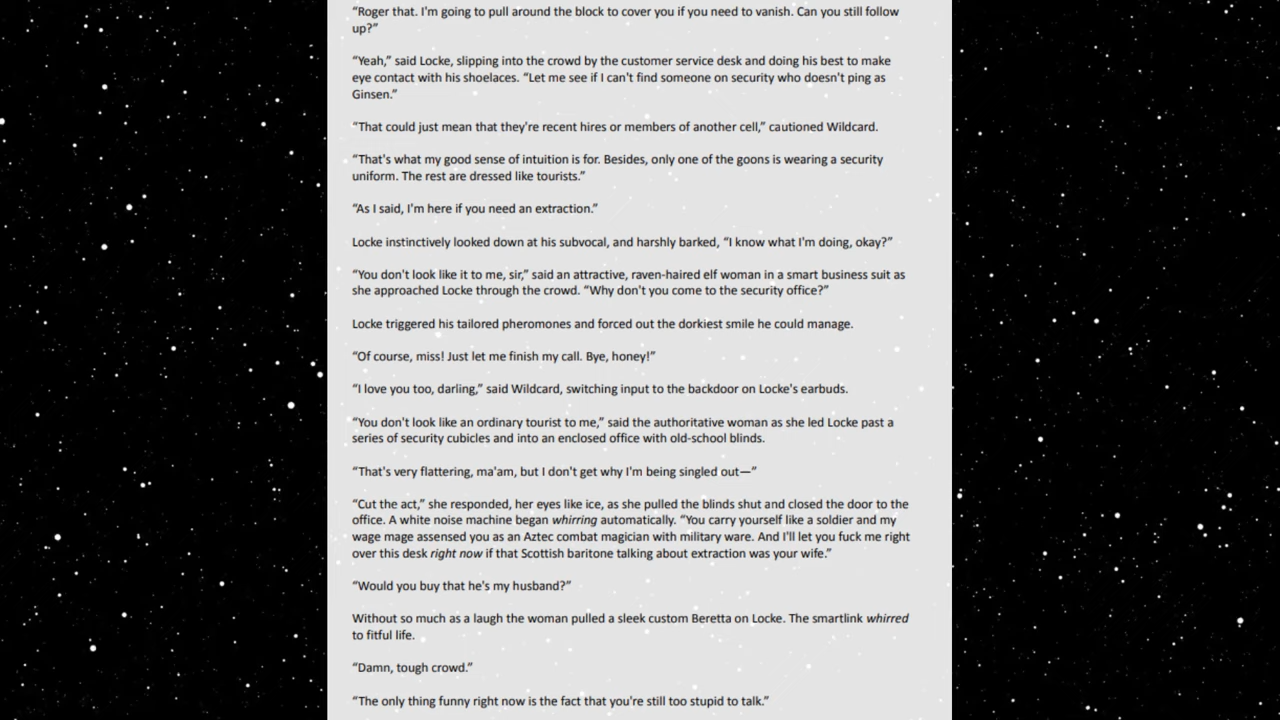 “Roger that. I'm going to pull around the block to cover you if you need to vanish. Can you still follow
up?”
“Yeah,” said Locke, slipping into the crowd by the customer service desk and doing his best to make
eye contact with his shoelaces. “Let me see if I can't find someone on security who doesn't ping as
Ginsen.”
“That could just mean that they're recent hires or members of another cell,” cautioned Wildcard.
“That's what my good sense of intuition is for. Besides, only one of the goons is wearing a security
uniform. The rest are dressed like tourists.”
“As I said, I'm here if you need an extraction.”
Locke instinctively looked down at his subvocal, and harshly barked, “I know what I'm doing, okay?”
“You don't look like it to me, sir,” said an attractive, raven-haired elf woman in a smart business suit as
she approached Locke through the crowd. “Why don't you come to the security office?”
Locke triggered his tailored pheromones and forced out the dorkiest smile he could manage.
“Of course, miss! Just let me finish my call. Bye, honey!”
“I love you too, darling,” said Wildcard, switching input to the backdoor on Locke's earbuds.
“You don't look like an ordinary tourist to me,” said the authoritative woman as she led Locke past a
series of security cubicles and into an enclosed office with old-school blinds.
“That's very flattering, ma'am, but I don't get why I'm being singled out—”
“Cut the act,” she responded, her eyes like ice, as she pulled the blinds shut and closed the door to the
office. A white noise machine began whirring automatically. “You carry yourself like a soldier and my
wage mage assensed you as an Aztec combat magician with military ware. And I'll let you fuck me right
over this desk right now if that Scottish baritone talking about extraction was your wife.”
“Would you buy that he's my husband?”
Without so much as a laugh the woman pulled a sleek custom Beretta on Locke. The smartlink whirred
to fitful life.
“Damn, tough crowd.”
“The only thing funny right now is the fact that you're still too stupid to talk.”